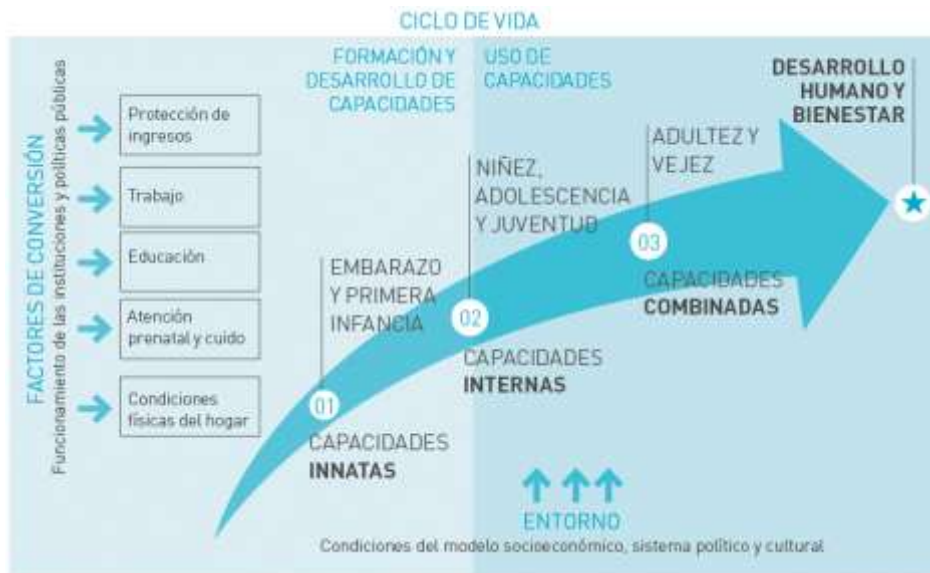 CICLO DE VIDA
FORMACIÓN Y
DESARROLLO DE
CAPACIDADES
USO DE
CAPACIDADES
DESARROLLO
HUMANO Y
BIENESTAR
FACTORES DE CONVERSIÓN
Funcionamiento de las instituciones y políticas públicas
Protección de
ingresos
Trabajo
Educación
Atención
prenatal y cuido
Condiciones
físicas del hogar
EMBARAZO
Y PRIMERA
INFANCIA
01
CAPACIDADES
INNATAS
NIÑEZ,
ADOLESCENCIA
Y JUVENTUD
02
CAPACIDADES
INTERNAS
ADULTEZ Y
VEJEZ
03
CAPACIDADES
COMBINADAS
ENTORNO
Condiciones del modelo socioeconómico, sistema político y cultural